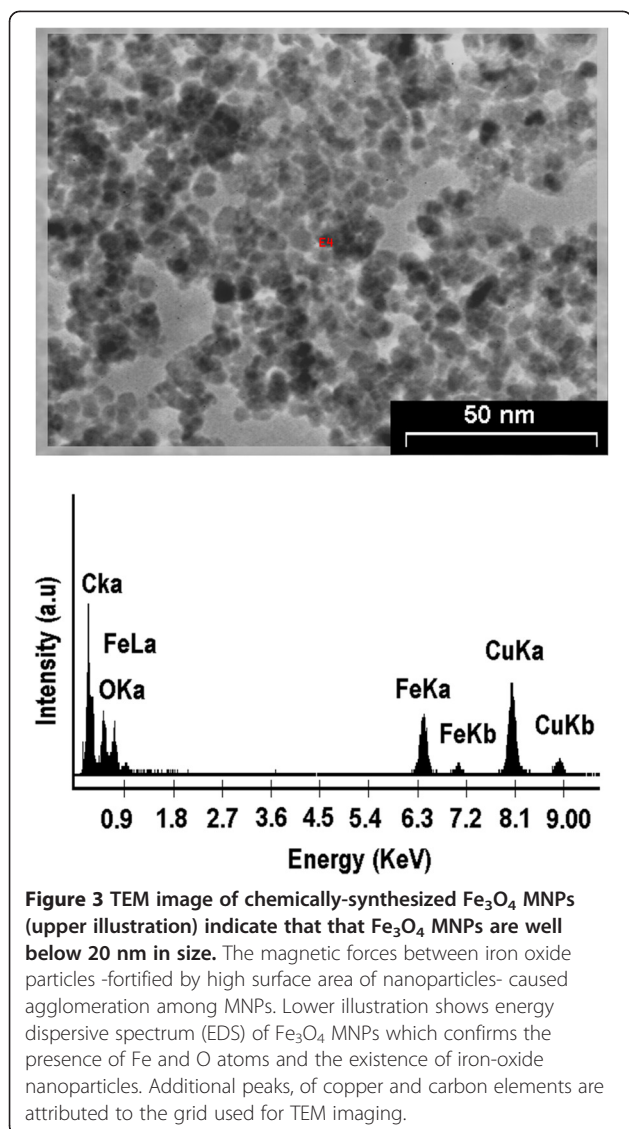 50 nm
Intensity (a.u)
Cka
FeLa
OKa
FeKa
FeKb
CuKa
CuKb
0.9 1.8 2.7 3.6 4.5 5.4 6.3 7.2 8.1 9.00
Energy (KeV)
Figure 3 TEM image of chemically-synthesized Fe₃O₄ MNPs
(upper illustration) indicate that that Fe₃O₄ MNPs are well
below 20 nm in size. The magnetic forces between iron oxide
particles -fortified by high surface area of nanoparticles- caused
agglomeration among MNPs. Lower illustration shows energy
dispersive spectrum (EDS) of Fe₃O₄ MNPs which confirms the
presence of Fe and O atoms and the existence of iron-oxide
nanoparticles. Additional peaks, of copper and carbon elements are
attributed to the grid used for TEM imaging.